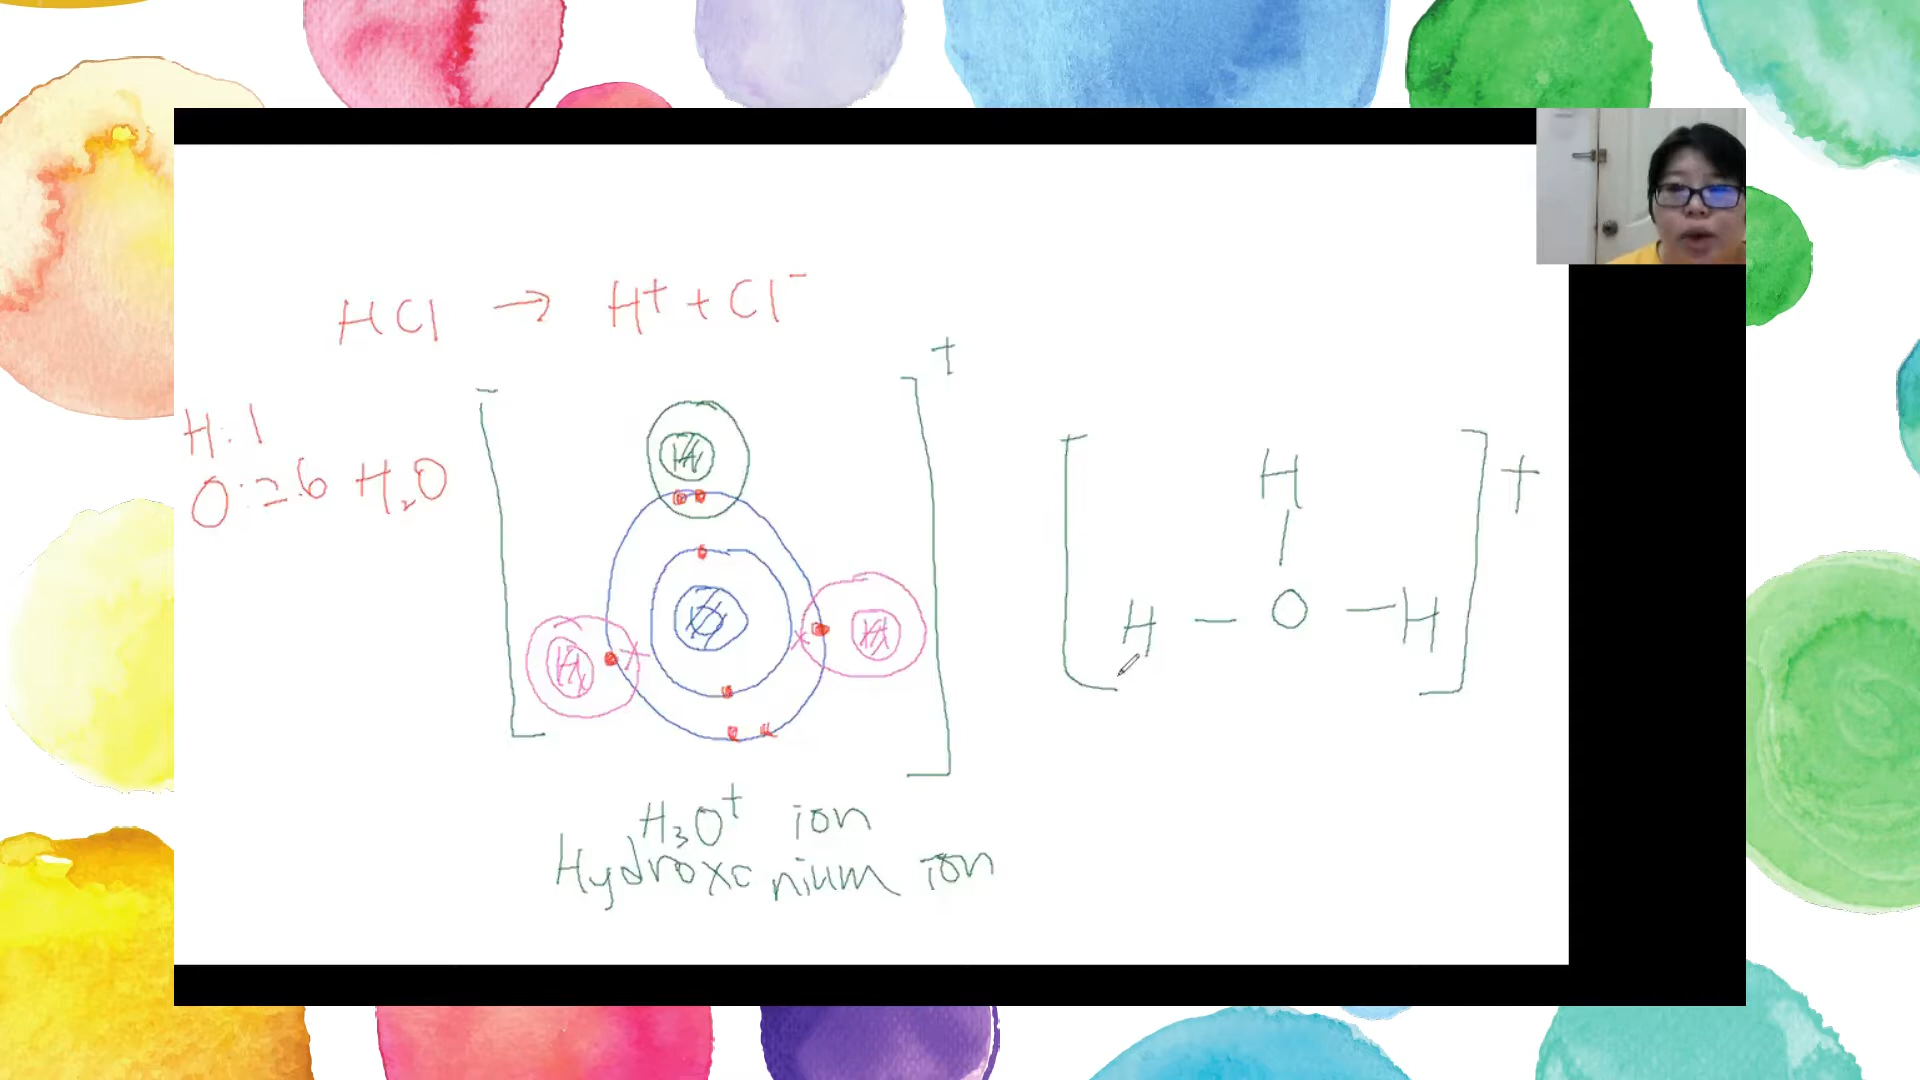 HCl → H⁺ + Cl⁻
H: 1
O: 2.6 H₂O
[ ]⁺
H
O
H
H
H₃O⁺ ion
Hydroxonium ion
[ ]⁺
H
|
H – O – H